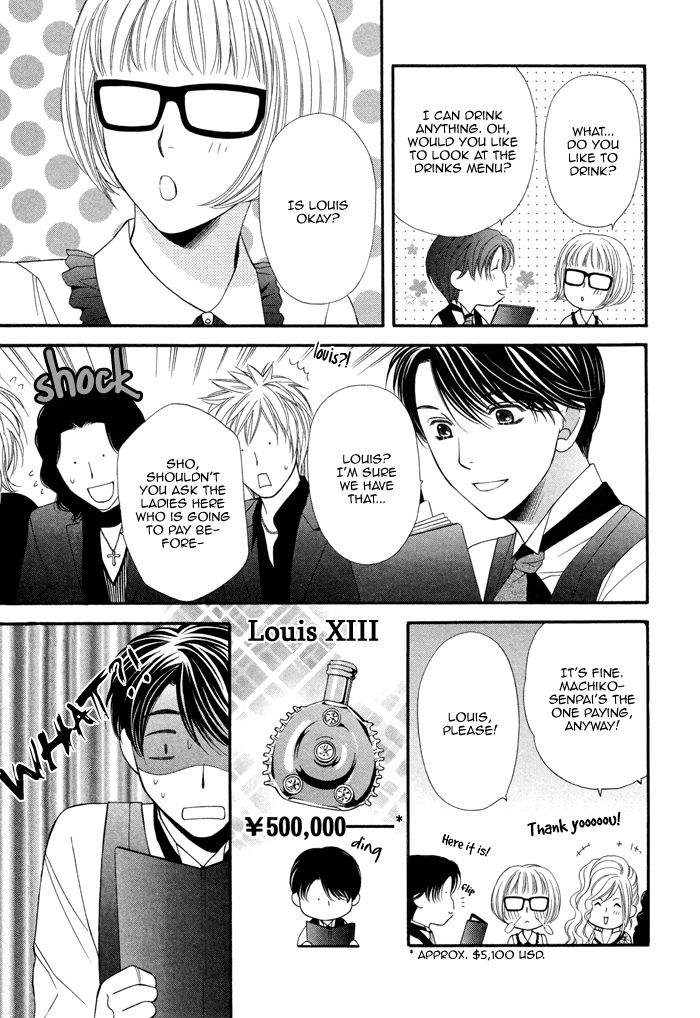 WHAT...
DO YOU
LIKE TO
DRINK?
I CAN DRINK
ANYTHING. OH,
WOULD YOU LIKE
TO LOOK AT THE
DRINKS MENU?
IS LOUIS
OKAY?
LOUIS?
I'M SURE
WE HAVE
THAT...
louis?!
SHO,
SHOULDN'T
YOU ASK THE
LADIES HERE
WHO IS GOING
TO PAY BE-
FORE-
shock
IT'S FINE.
MACHIKO-
SENPAI'S THE
ONE PAYING,
ANYWAY!
LOUIS,
PLEASE!
Thank yooooou!
Here it is!
flip
* APPROX. $5,100 USD.
Louis XIII
¥500,000—*
ding
WHAT?!!